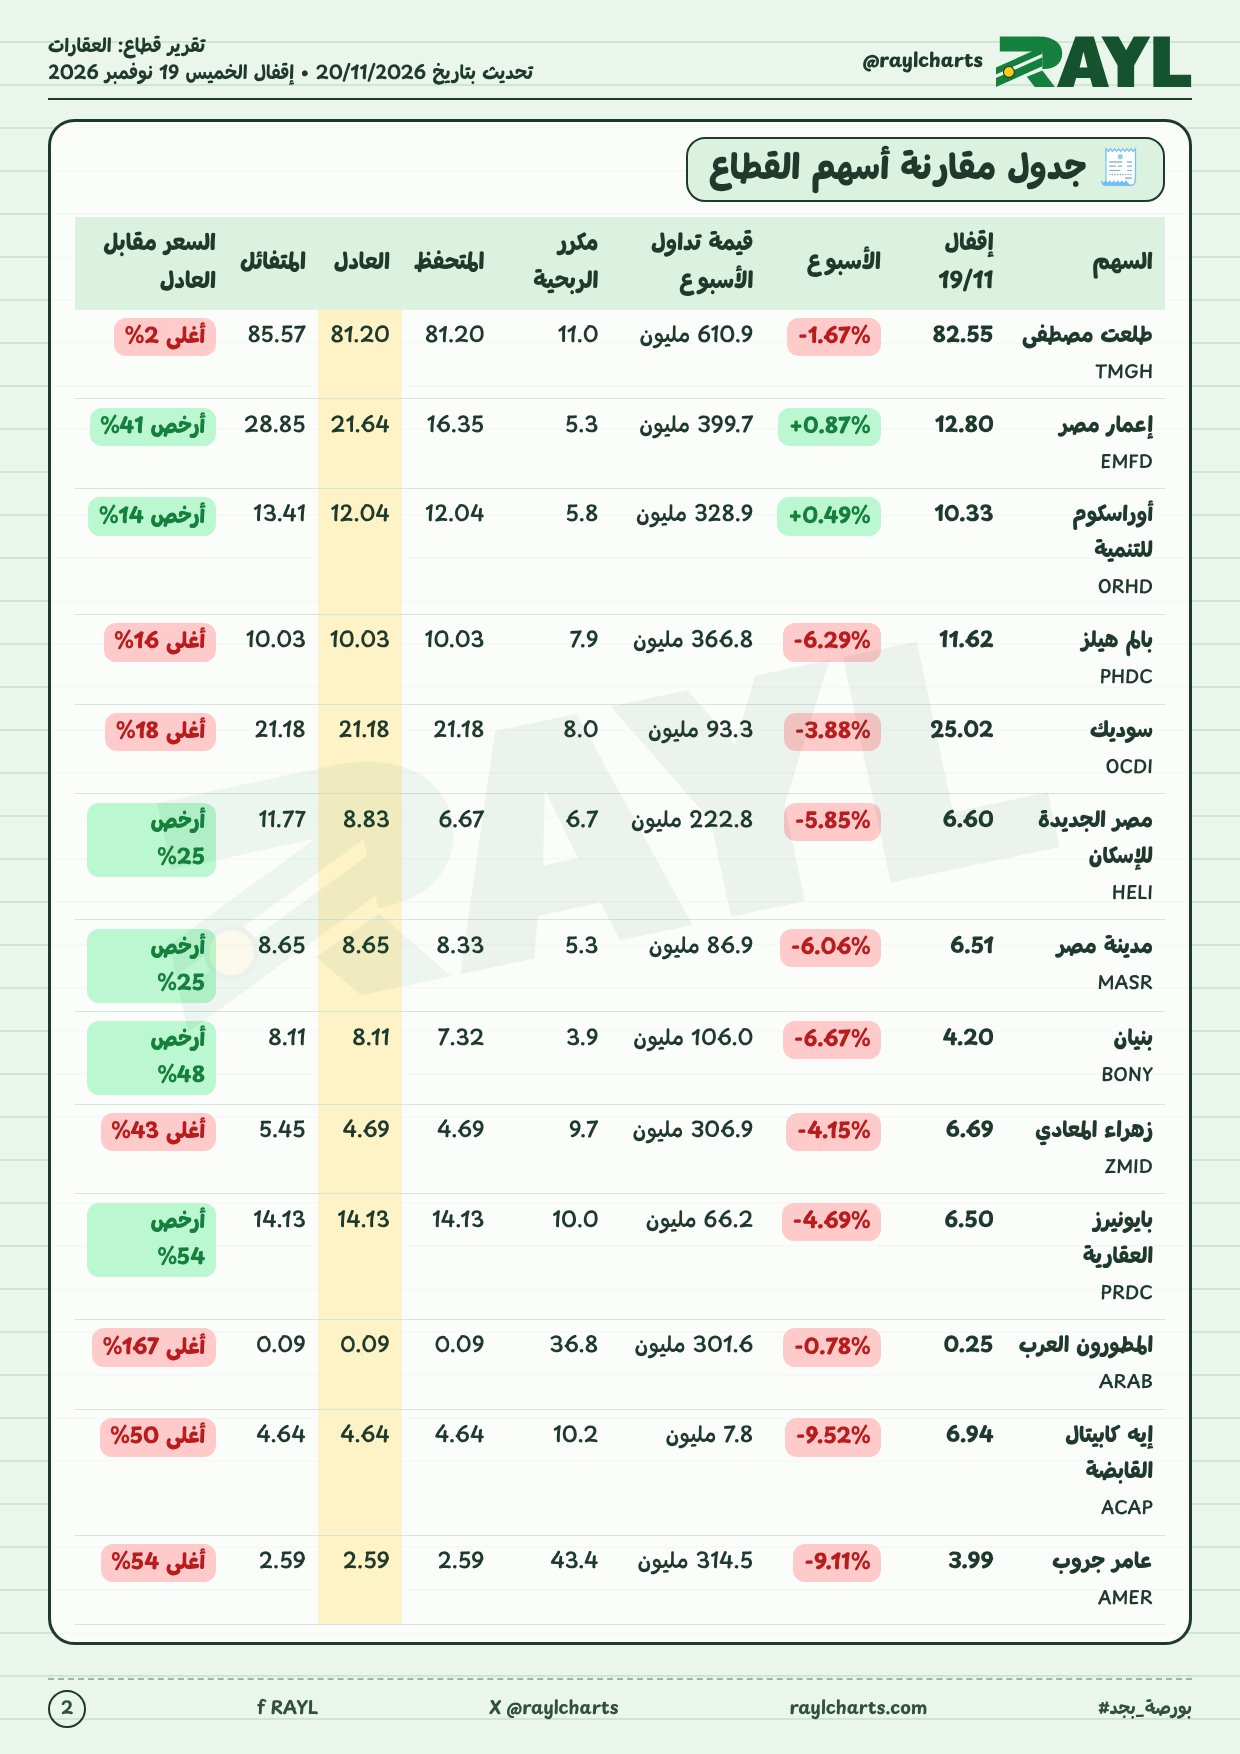 RAYL
@raylcharts
تقرير قطاع: العقارات
تحديث بتاريخ 20/11/2026 • إقفال الخميس 19 نوفمبر 2026
جدول مقارنة أسهم القطاع
السهم إقفال 19/11 الأسبوع قيمة تداول الأسبوع مكرر الربحية المتحفظ العادل المتفائل السعر مقابل العادل
طلعت مصطفى 82.55 -1.67% 610.9 مليون 11.0 81.20 81.20 85.57 أغلى 2%
TMGH
إعمار مصر 12.80 +0.87% 399.7 مليون 5.3 16.35 21.64 28.85 أرخص 41%
EMFD
أوراسكوم 10.33 +0.49% 328.9 مليون 5.8 12.04 12.04 13.41 أرخص 14%
للتنمية
ORHD
بالم هيلز 11.62 -6.29% 366.8 مليون 7.9 10.03 10.03 10.03 أغلى 16%
PHDC
سوديك 25.02 -3.88% 93.3 مليون 8.0 21.18 21.18 21.18 أغلى 18%
OCDI
مصر الجديدة 6.60 -5.85% 222.8 مليون 6.7 6.67 8.83 11.77 أرخص
للإسكان 25%
HELI
مدينة مصر 6.51 -6.06% 86.9 مليون 5.3 8.33 8.65 8.65 أرخص
MASR 25%
بنيان 4.20 -6.67% 106.0 مليون 3.9 7.32 8.11 8.11 أرخص
BONY 48%
زهراء المعادي 6.69 -4.15% 306.9 مليون 9.7 4.69 4.69 5.45 أغلى 43%
ZMID
بايونيرز 6.50 -4.69% 66.2 مليون 10.0 14.13 14.13 14.13 أرخص
العقارية 54%
PRDC
المطورون العرب 0.25 -0.78% 301.6 مليون 36.8 0.09 0.09 0.09 أغلى 167%
ARAB
إيه كابيتال 6.94 -9.52% 7.8 مليون 10.2 4.64 4.64 4.64 أغلى 50%
القابضة
ACAP
عامر جروب 3.99 -9.11% 314.5 مليون 43.4 2.59 2.59 2.59 أغلى 54%
AMER
RAYL
#بورصة_بجد
raylcharts.com
X @raylcharts
f RAYL
2